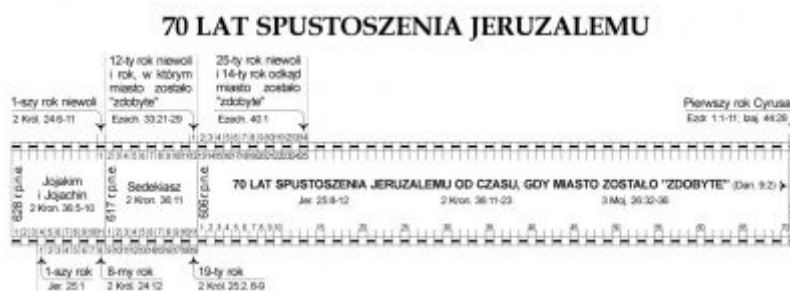 70 LAT SPUSTOSZENIA JERUZALEMU
12-ty rok niewoli
i rok, w którym
miasto zostało
"zdobyte"
Ezech. 33:21-29
25-ty rok niewoli
i 14-ty rok odkąd
miasto zostało
"zdobyte"
Ezech. 40:1
1-szy rok niewoli
2 Król. 24:6-11
Pierwszy rok Cyrusa
Ezdr. 1:1-11; Izaj. 44:28
628 r.p.n.e.
Jojakim
i Jojachin
2 Kron. 36:5-10
617 r.p.n.e.
Sedekiasz
2 Kron. 36:11
606 r.p.n.e.
70 LAT SPUSTOSZENIA JERUZALEMU OD CZASU, GDY MIASTO ZOSTAŁO "ZDOBYTE" (Dan. 9:2)
Jer. 25:8-12
2 Kron. 36:11-23
3 Moj. 26:32-36
1-szy rok
Jer. 25:1
8-my rok
2 Król. 24:12
19-ty rok
2 Król. 25:2, 8-9